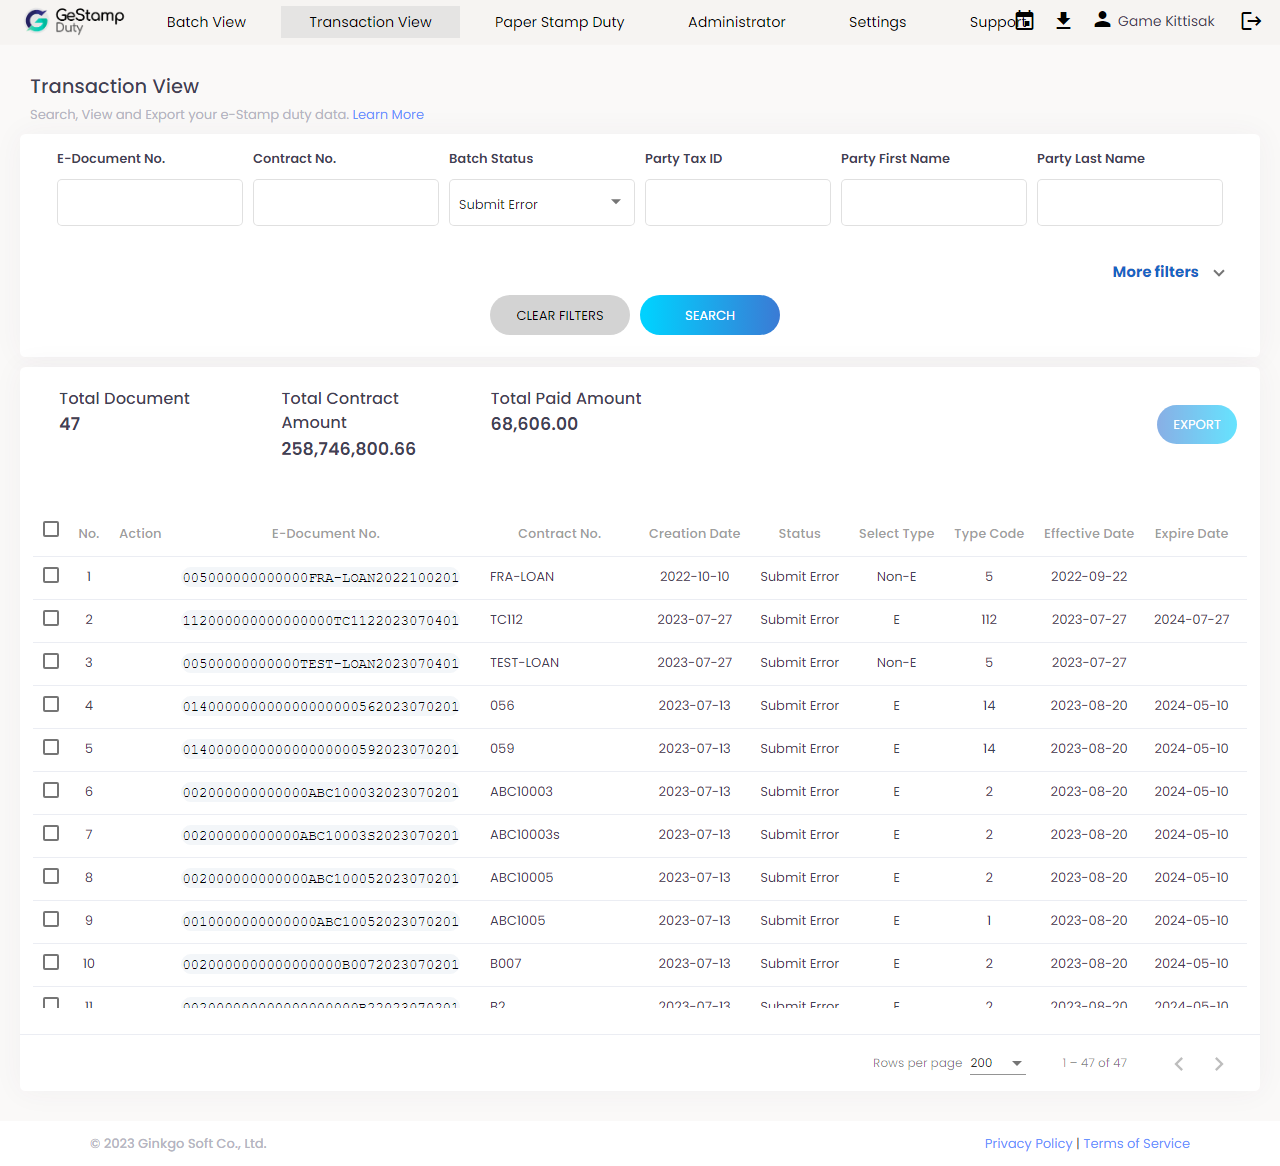 GeStamp
Duty
Batch View
Transaction View
Paper Stamp Duty
Administrator
Settings
Support
Game Kittisak
Transaction View
Search, View and Export your e-Stamp duty data. Learn More
E-Document No.
Contract No.
Batch Status
Party Tax ID
Party First Name
Party Last Name
Submit Error
More filters
CLEAR FILTERS
SEARCH
Total Document
47
Total Contract
Amount
258,746,800.66
Total Paid Amount
68,606.00
EXPORT
No. Action E-Document No. Contract No. Creation Date Status Select Type Type Code Effective Date Expire Date
1 005000000000000FRA-LOAN2022100201 FRA-LOAN 2022-10-10 Submit Error Non-E 5 2022-09-22
2 112000000000000000TC1122023070401 TC112 2023-07-27 Submit Error E 112 2023-07-27 2024-07-27
3 00500000000000TEST-LOAN2023070401 TEST-LOAN 2023-07-27 Submit Error Non-E 5 2023-07-27
4 014000000000000000000562023070201 056 2023-07-13 Submit Error E 14 2023-08-20 2024-05-10
5 014000000000000000000592023070201 059 2023-07-13 Submit Error E 14 2023-08-20 2024-05-10
6 002000000000000ABC100032023070201 ABC10003 2023-07-13 Submit Error E 2 2023-08-20 2024-05-10
7 00200000000000ABC10003S2023070201 ABC10003s 2023-07-13 Submit Error E 2 2023-08-20 2024-05-10
8 002000000000000ABC100052023070201 ABC10005 2023-07-13 Submit Error E 2 2023-08-20 2024-05-10
9 0010000000000000ABC10052023070201 ABC1005 2023-07-13 Submit Error E 1 2023-08-20 2024-05-10
10 0020000000000000000B0072023070201 B007 2023-07-13 Submit Error E 2 2023-08-20 2024-05-10
11 002000000000000000000B22023070201 B2 2023-07-13 Submit Error E 2 2023-08-20 2024-05-10
Rows per page 200 1 – 47 of 47
© 2023 Ginkgo Soft Co., Ltd.
Privacy Policy | Terms of Service